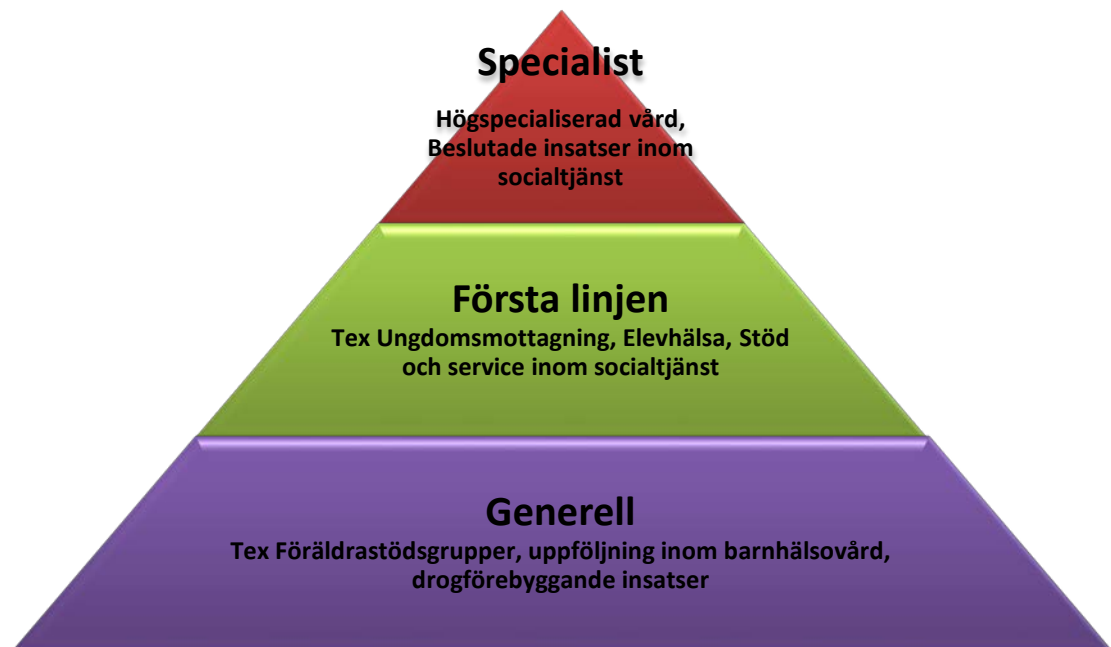 Specialist
Högspecialiserad vård,
Beslutade insatser inom
socialtjänst
Första linjen
Tex Ungdomsmottagning, Elevhälsa, Stöd
och service inom socialtjänst
Generell
Tex Föräldrastödsgrupper, uppföljning inom barnhälsovård,
drogförebyggande insatser